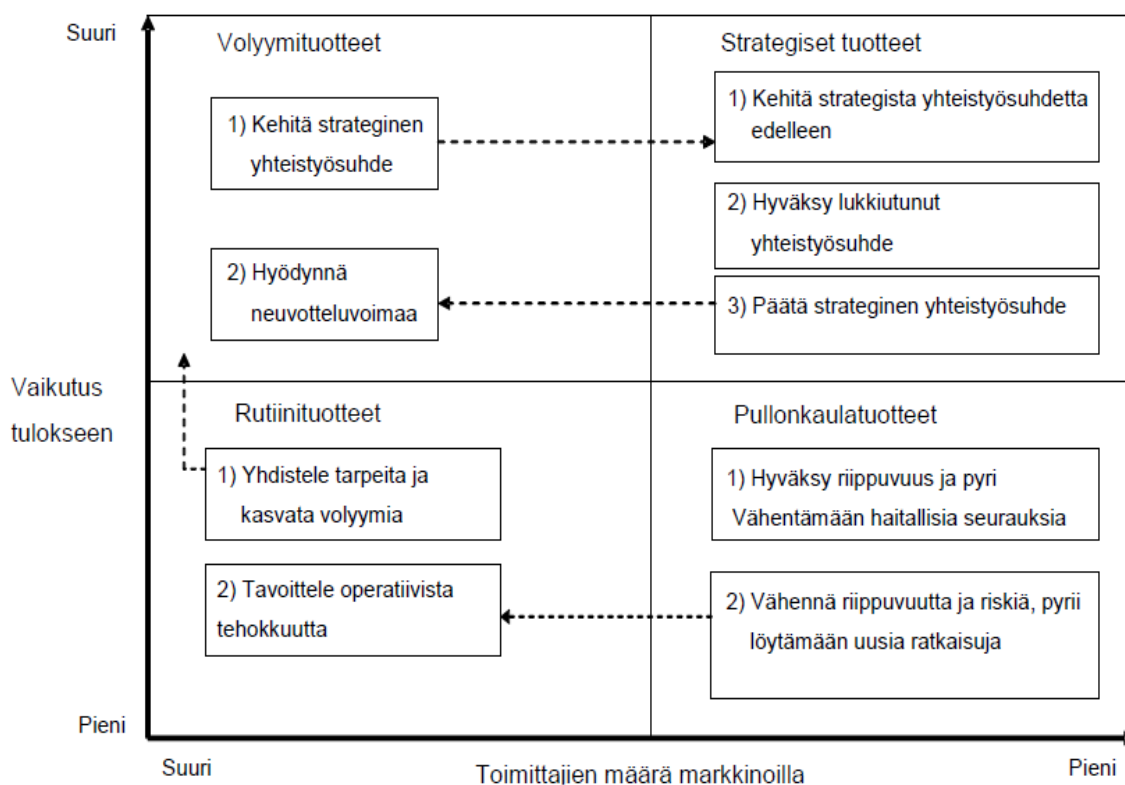 Suuri
Volyymituotteet
Strategiset tuotteet
1) Kehitä strateginen
yhteistyösuhde
1) Kehitä strategista yhteistyösuhdetta
edelleen
2) Hyväksy lukkiutunut
yhteistyösuhde
2) Hyödynnä
neuvotteluvoimaa
3) Päätä strateginen yhteistyösuhde
Vaikutus
tulokseen
Rutiinituotteet
Pullonkaulatuotteet
1) Yhdistele tarpeita ja
kasvata volyymia
1) Hyväksy riippuvuus ja pyri
Vähentämään haitallisia seurauksia
2) Tavoittele operatiivista
tehokkuutta
2) Vähennä riippuvuutta ja riskiä, pyrii
löytämään uusia ratkaisuja
Pieni
Suuri
Toimittajien määrä markkinoilla
Pieni